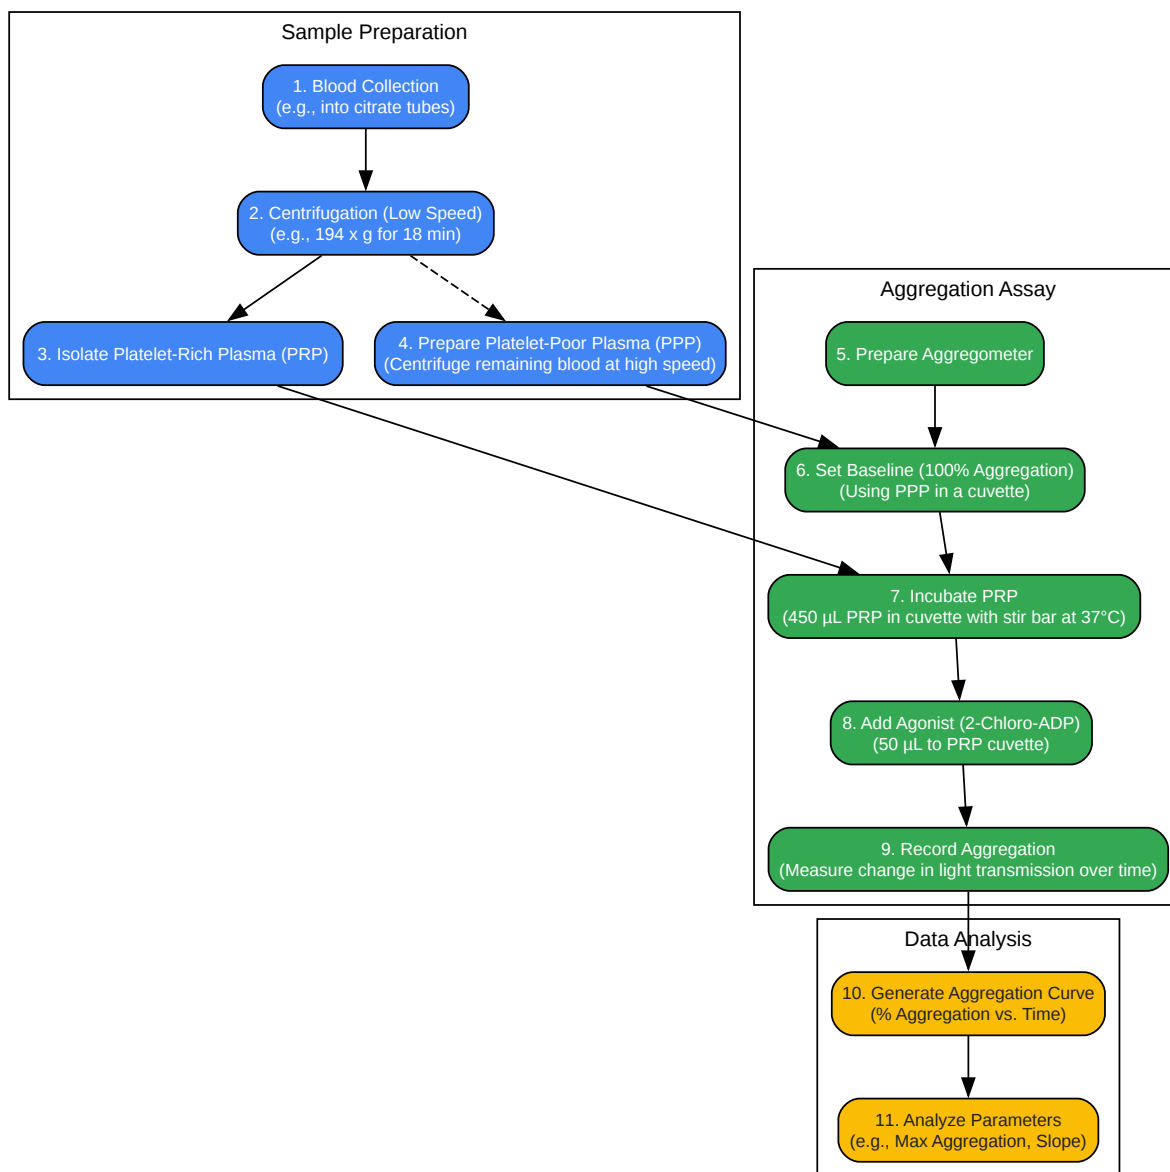 Sample Preparation
1. Blood Collection
(e.g., into citrate tubes)
2. Centrifugation (Low Speed)
(e.g., 194 x g for 18 min)
3. Isolate Platelet-Rich Plasma (PRP)
4. Prepare Platelet-Poor Plasma (PPP)
(Centrifuge remaining blood at high speed)
Aggregation Assay
5. Prepare Aggregometer
6. Set Baseline (100% Aggregation)
(Using PPP in a cuvette)
7. Incubate PRP
(450 µL PRP in cuvette with stir bar at 37°C)
8. Add Agonist (2-Chloro-ADP)
(50 µL to PRP cuvette)
9. Record Aggregation
(Measure change in light transmission over time)
Data Analysis
10. Generate Aggregation Curve
(% Aggregation vs. Time)
11. Analyze Parameters
(e.g., Max Aggregation, Slope)